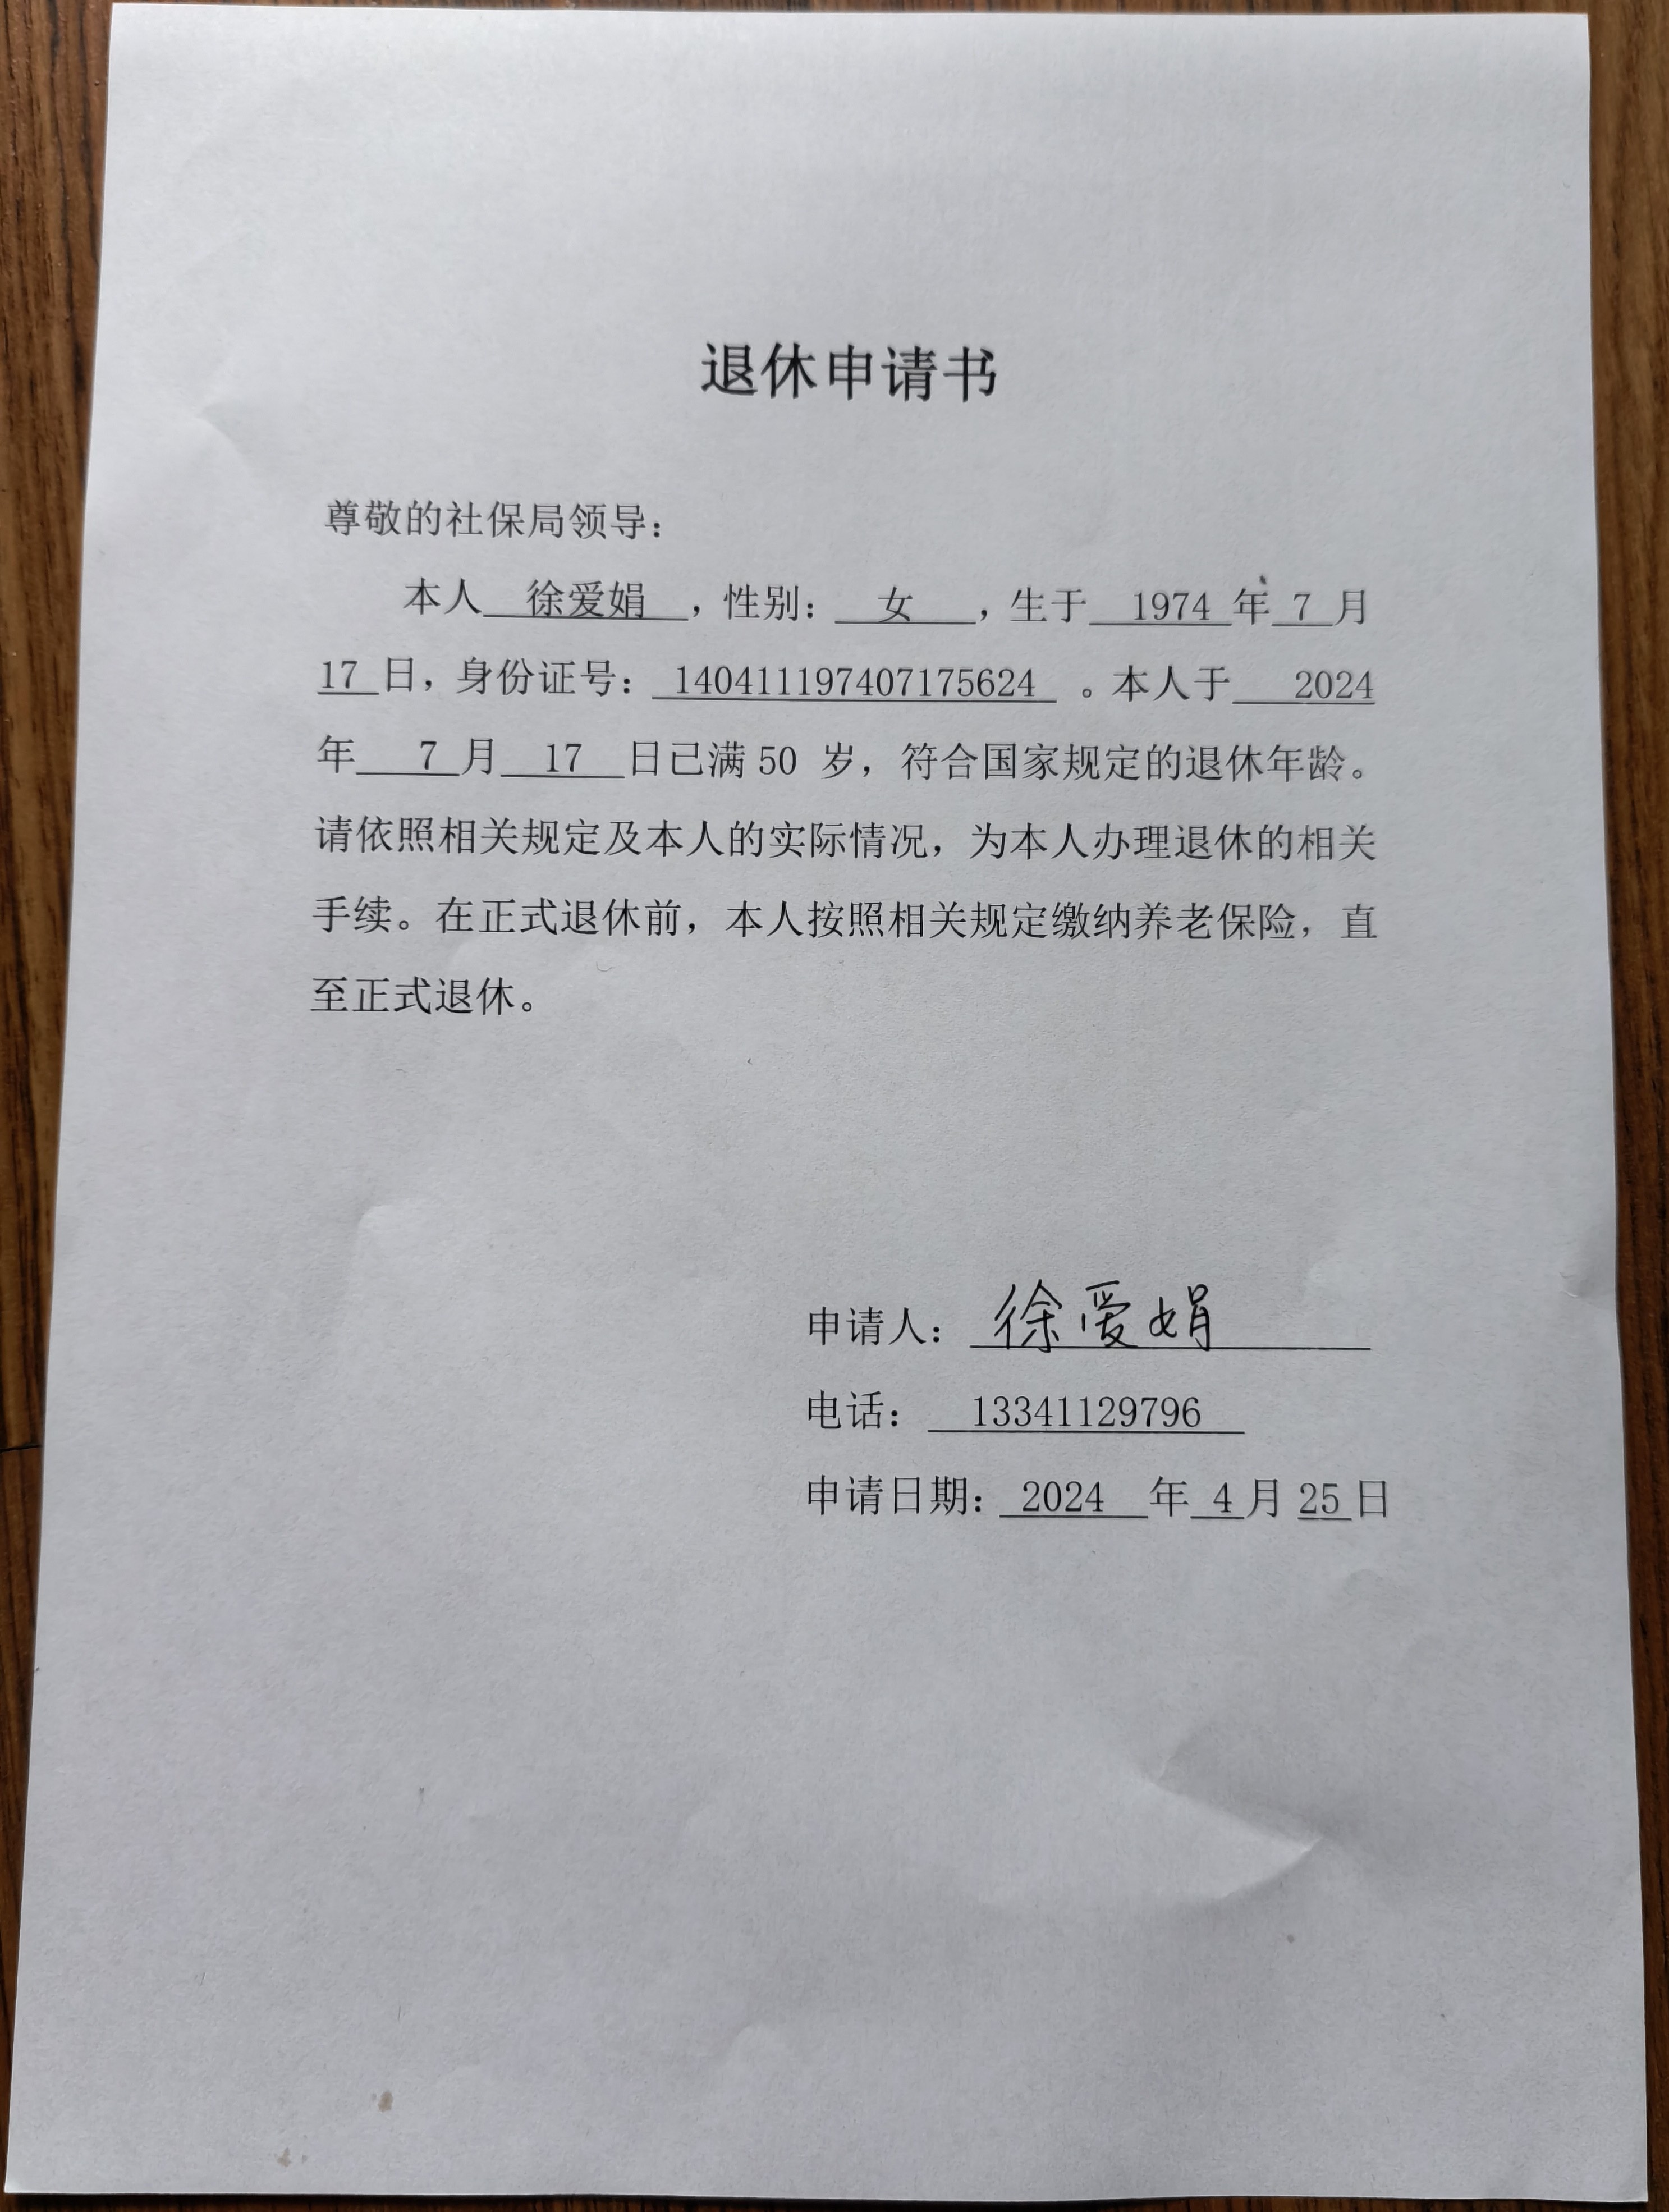 退休申请书
尊敬的社保局领导：
本人 徐爱娟 ，性别： 女 ，生于 1974 年 7 月
17 日，身份证号： 140411197407175624 。本人于 2024
年 7 月 17 日已满 50 岁，符合国家规定的退休年龄。
请依照相关规定及本人的实际情况，为本人办理退休的相关
手续。在正式退休前，本人按照相关规定缴纳养老保险，直
至正式退休。
申请人： 徐爱娟
电话： 13341129796
申请日期： 2024 年 4 月 25 日